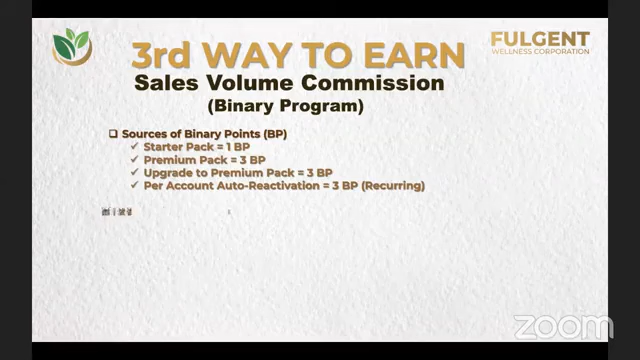 3rd WAY TO EARN
FULGENT
WELLNESS CORPORATION
Sales Volume Commission
(Binary Program)
Sources of Binary Points (BP)
Starter Pack = 1 BP
Premium Pack = 3 BP
Upgrade to Premium Pack = 3 BP
Per Account Auto-Reactivation = 3 BP (Recurring)
zoom